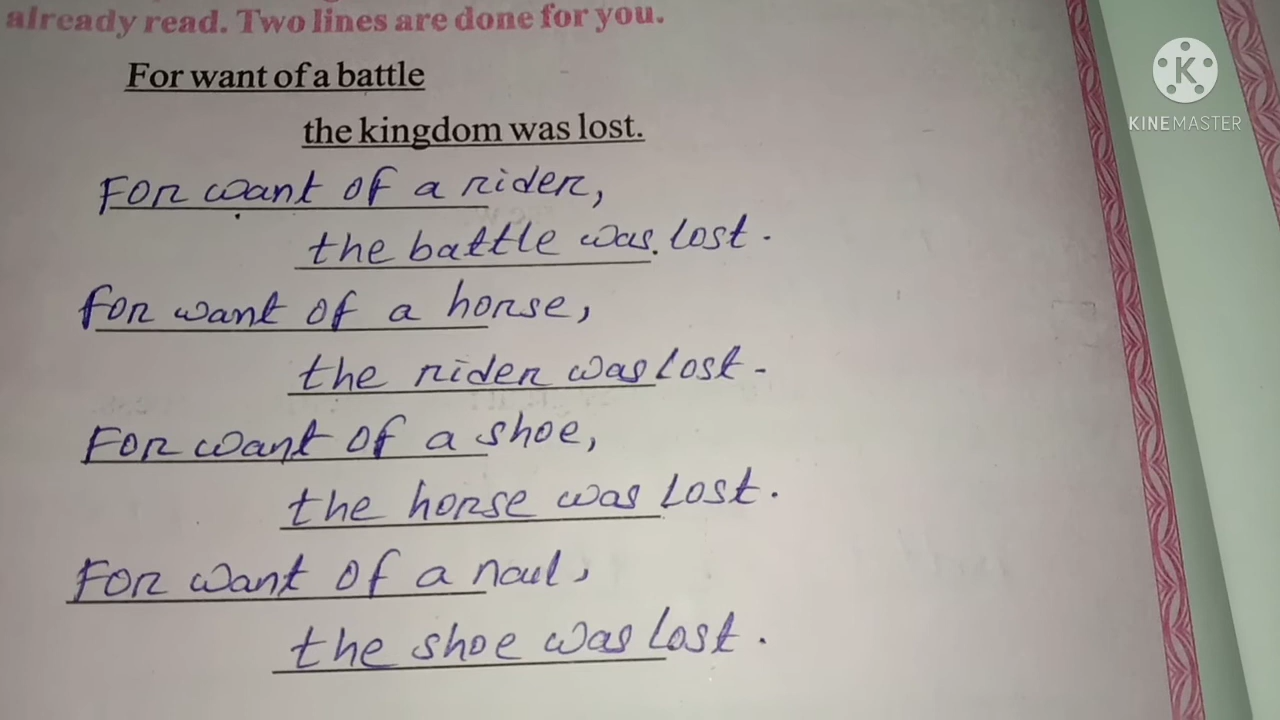 already read. Two lines are done for you.
For want of a battle
the kingdom was lost.
For want of a rider,
the battle was lost.
for want of a horse,
the rider was lost.
For want of a shoe,
the horse was lost.
For want of a nail,
the shoe was lost.
K
KINEMASTER